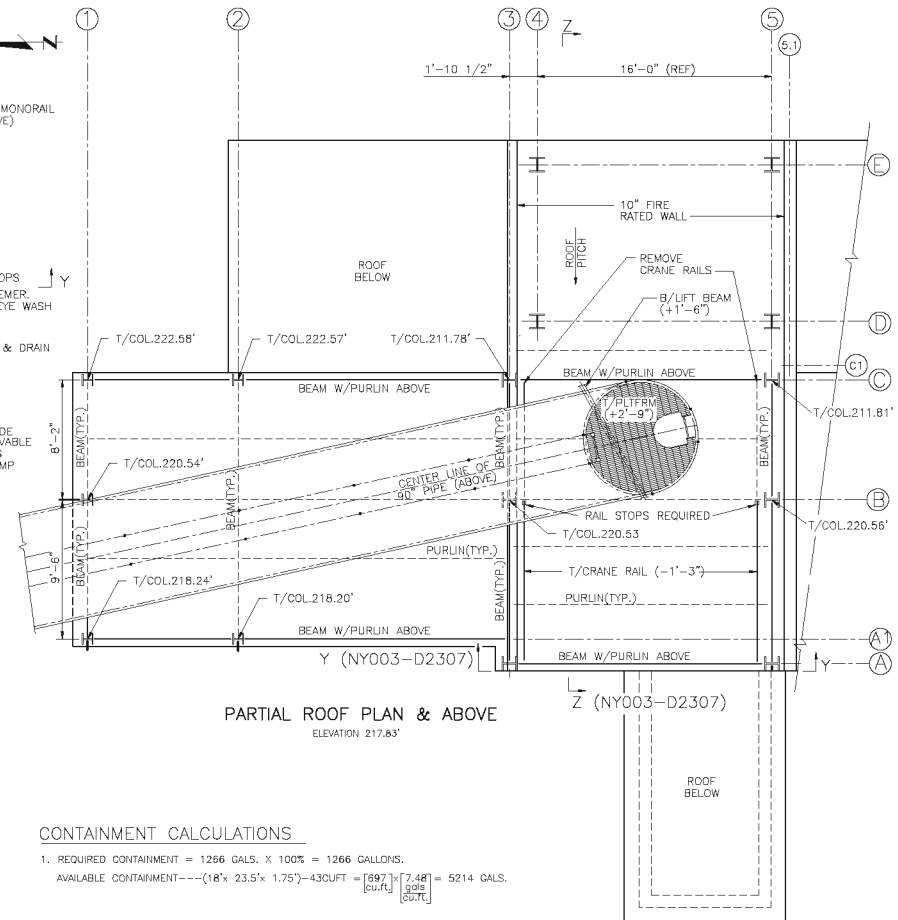 1
2
3
4
5
5.1
Z
N
1'-10 1/2"
16'-0" (REF)
MONORAIL
VE)
E
10" FIRE
RATED WALL
ROOF
PITCH
ROOF
BELOW
REMOVE
CRANE RAILS
OPS
Y
EMER.
EYE WASH
B/LIFT BEAM
(+1'-6")
D
T/COL.222.58'
T/COL.222.57'
T/COL.211.78'
& DRAIN
C1
BEAM W/PURLIN ABOVE
BEAM W/PURLIN ABOVE
C
T/PLTFRM
(+2'-9")
T/COL.211.81'
8'-2"
BEAM(TYP.)
BEAM(TYP.)
DE
VABLE
S
MP
T/COL.220.54'
BEAM(TYP.)
CENTER LINE OF
90" PIPE (ABOVE)
B
RAIL STOPS REQUIRED
T/COL.220.56'
T/COL.220.53
9'-6"
BEAM(TYP.)
PURLIN(TYP.)
T/CRANE RAIL (-1'-3")
T/COL.218.24'
BEAM(TYP.)
PURLIN(TYP.)
T/COL.218.20'
BEAM W/PURLIN ABOVE
A1
Y (NY003-D2307)
BEAM W/PURLIN ABOVE
Y
A
Z (NY003-D2307)
PARTIAL ROOF PLAN & ABOVE
ELEVATION 217.83'
ROOF
BELOW
CONTAINMENT CALCULATIONS
1. REQUIRED CONTAINMENT = 1266 GALS. X 100% = 1266 GALLONS.
AVAILABLE CONTAINMENT---(18'x 23.5'x 1.75')-43CUFT = [697 cu.ft.]x[7.48 gals cu.ft.] = 5214 GALS.